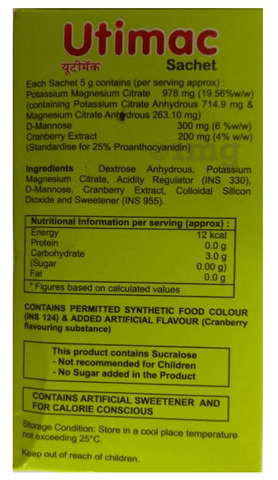 Utimac
यूटीमॅक Sachet
Each Sachet 5 g contains (per serving approx) :
Potassium Magnesium Citrate 978 mg (19.56%w/w)
(containing Potassium Citrate Anhydrous 714.9 mg &
Magnesium Citrate Anhydrous 263.10 mg)
D-Mannose 300 mg (6 %w/w)
Cranberry Extract 200 mg (4% w/w)
(Standardise for 25% Proanthocyanidin)
Ingredients : Dextrose Anhydrous, Potassium
Magnesium Citrate, Acidity Regulator (INS 330),
D-Mannose, Cranberry Extract, Colloidal Silicon
Dioxide and Sweetener (INS 955).
Nutritional Information per serving (approx) :
Energy 12 kcal
Protein 0.0 g
Carbohydrate 3.0 g
(Sugar 0.00 g)
Fat 0.0 g
* Figures based on calculated values
CONTAINS PERMITTED SYNTHETIC FOOD COLOUR
(INS 124) & ADDED ARTIFICIAL FLAVOUR (Cranberry
flavouring substance)
This product contains Sucralose
- Not recommended for Children
- No Sugar added in the Product
CONTAINS ARTIFICIAL SWEETENER AND
FOR CALORIE CONSCIOUS
Storage Condition: Store in a cool place temperature
not exceeding 25°C.
Keep out of reach of children.